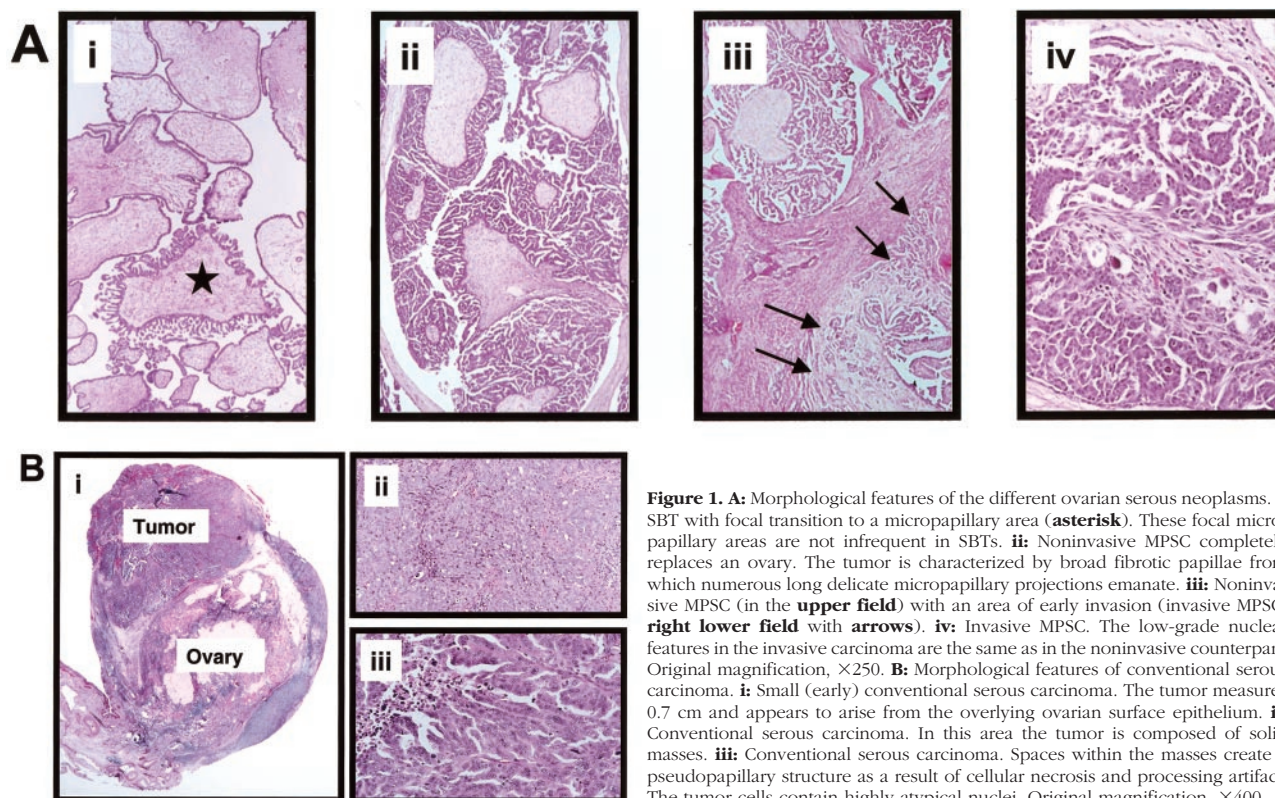 A
i
ii
iii
iv
B
i
Tumor
Ovary
ii
iii
Figure 1. A: Morphological features of the different ovarian serous neoplasms.
SBT with focal transition to a micropapillary area (asterisk). These focal micro
papillary areas are not infrequent in SBTs. ii: Noninvasive MPSC completel
replaces an ovary. The tumor is characterized by broad fibrotic papillae from
which numerous long delicate micropapillary projections emanate. iii: Noninva
sive MPSC (in the upper field) with an area of early invasion (invasive MPSC
right lower field with arrows). iv: Invasive MPSC. The low-grade nuclea
features in the invasive carcinoma are the same as in the noninvasive counterpar
Original magnification, ×250. B: Morphological features of conventional serou
carcinoma. i: Small (early) conventional serous carcinoma. The tumor measure
0.7 cm and appears to arise from the overlying ovarian surface epithelium. i
Conventional serous carcinoma. In this area the tumor is composed of soli
masses. iii: Conventional serous carcinoma. Spaces within the masses create
pseudopapillary structure as a result of cellular necrosis and processing artifac
The tumor cells contain highly atypical nuclei. Original magnification, ×400.